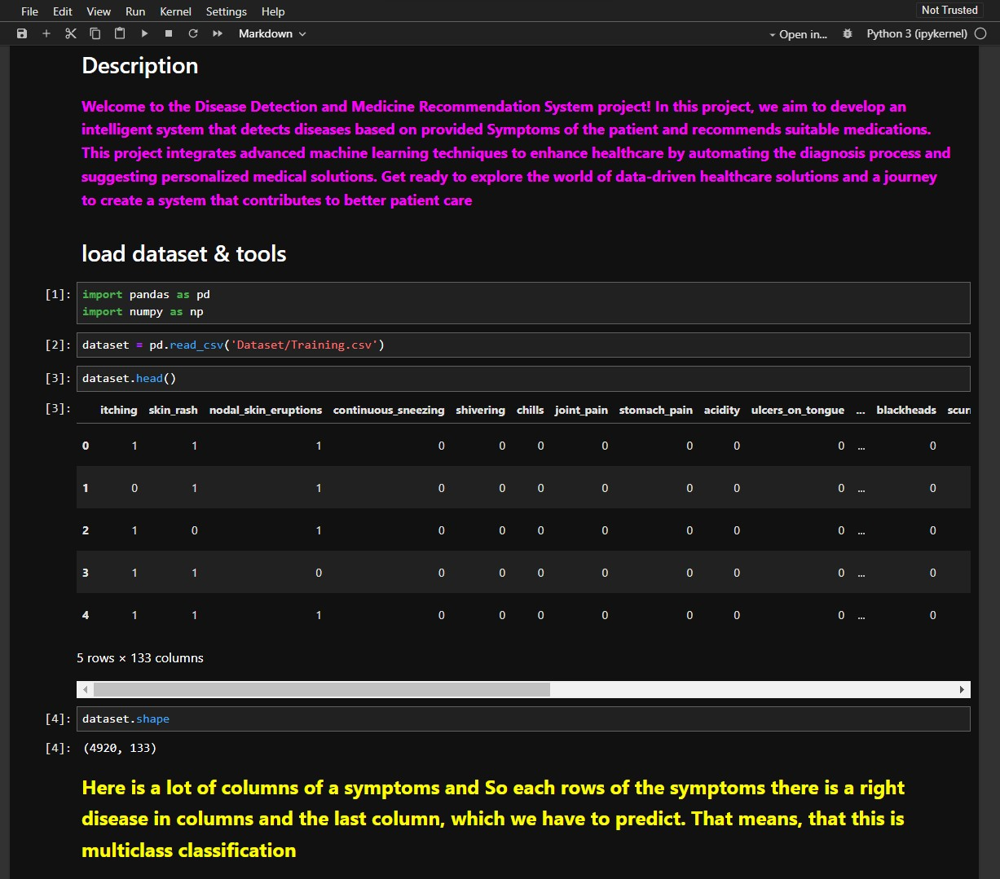 File Edit View Run Kernel Settings Help Not Trusted
Markdown Open in... Python 3 (ipykernel)
Description
Welcome to the Disease Detection and Medicine Recommendation System project! In this project, we aim to develop an
intelligent system that detects diseases based on provided Symptoms of the patient and recommends suitable medications.
This project integrates advanced machine learning techniques to enhance healthcare by automating the diagnosis process and
suggesting personalized medical solutions. Get ready to explore the world of data-driven healthcare solutions and a journey
to create a system that contributes to better patient care
load dataset & tools
[1]: import pandas as pd
import numpy as np
[2]: dataset = pd.read_csv('Dataset/Training.csv')
[3]: dataset.head()
[3]: itching skin_rash nodal_skin_eruptions continuous_sneezing shivering chills joint_pain stomach_pain acidity ulcers_on_tongue ... blackheads scurr
0 1 1 1 0 0 0 0 0 0 0 ... 0
1 0 1 1 0 0 0 0 0 0 0 ... 0
2 1 0 1 0 0 0 0 0 0 0 ... 0
3 1 1 0 0 0 0 0 0 0 0 ... 0
4 1 1 1 0 0 0 0 0 0 0 ... 0
5 rows × 133 columns
[4]: dataset.shape
[4]: (4920, 133)
Here is a lot of columns of a symptoms and So each rows of the symptoms there is a right
disease in columns and the last column, which we have to predict. That means, that this is
multiclass classification